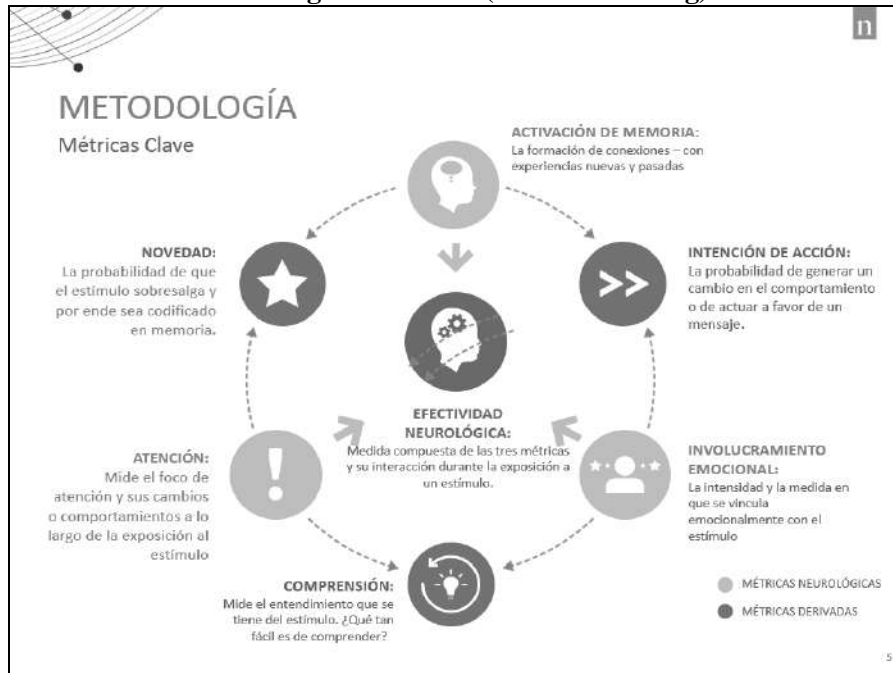 n
METODOLOGÍA
Métricas Clave
ACTIVACIÓN DE MEMORIA:
La formación de conexiones – con
experiencias nuevas y pasadas
NOVEDAD:
La probabilidad de que
el estímulo sobresalga y
por ende sea codificado
en memoria.
INTENCIÓN DE ACCIÓN:
La probabilidad de generar un
cambio en el comportamiento
o de actuar a favor de un
mensaje.
EFECTIVIDAD
NEUROLÓGICA:
Medida compuesta de las tres métricas
y su interacción durante la exposición a
un estímulo.
ATENCIÓN:
Mide el foco de
atención y sus cambios
o comportamientos a lo
largo de la exposición al
estímulo
INVOLUCRAMIENTO
EMOCIONAL:
La intensidad y la medida en
que se vincula
emocionalmente con el
estímulo
COMPRENSIÓN:
Mide el entendimiento que se
tiene del estímulo. ¿Qué tan
fácil es de comprender?
MÉTRICAS NEUROLÓGICAS
MÉTRICAS DERIVADAS
5